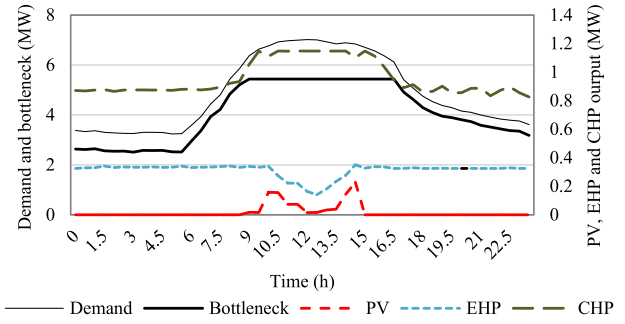 8
6
4
2
0
1.4
1.2
1
0.8
0.6
0.4
0.2
0
Demand and bottleneck (MW)
PV, EHP and CHP ourput (MW)
0 1.5 3 4.5 6 7.5 9 10.5 12 13.5 15 16.5 18 19.5 21 22.5
Time (h)
Demand Bottleneck PV EHP CHP